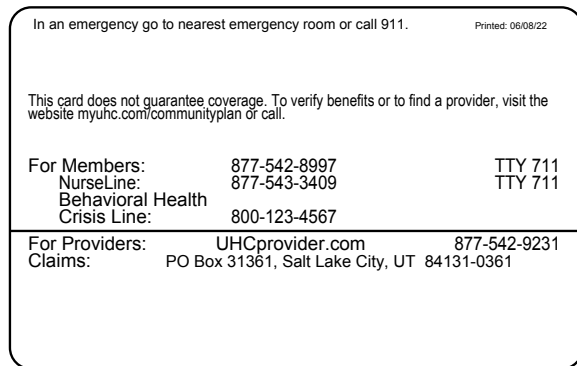 In an emergency go to nearest emergency room or call 911. Printed: 06/08/22
This card does not guarantee coverage. To verify benefits or to find a provider, visit the
website myuhc.com/communityplan or call.
For Members: 877-542-8997 TTY 711
NurseLine: 877-543-3409 TTY 711
Behavioral Health
Crisis Line: 800-123-4567
For Providers: UHCprovider.com 877-542-9231
Claims: PO Box 31361, Salt Lake City, UT 84131-0361